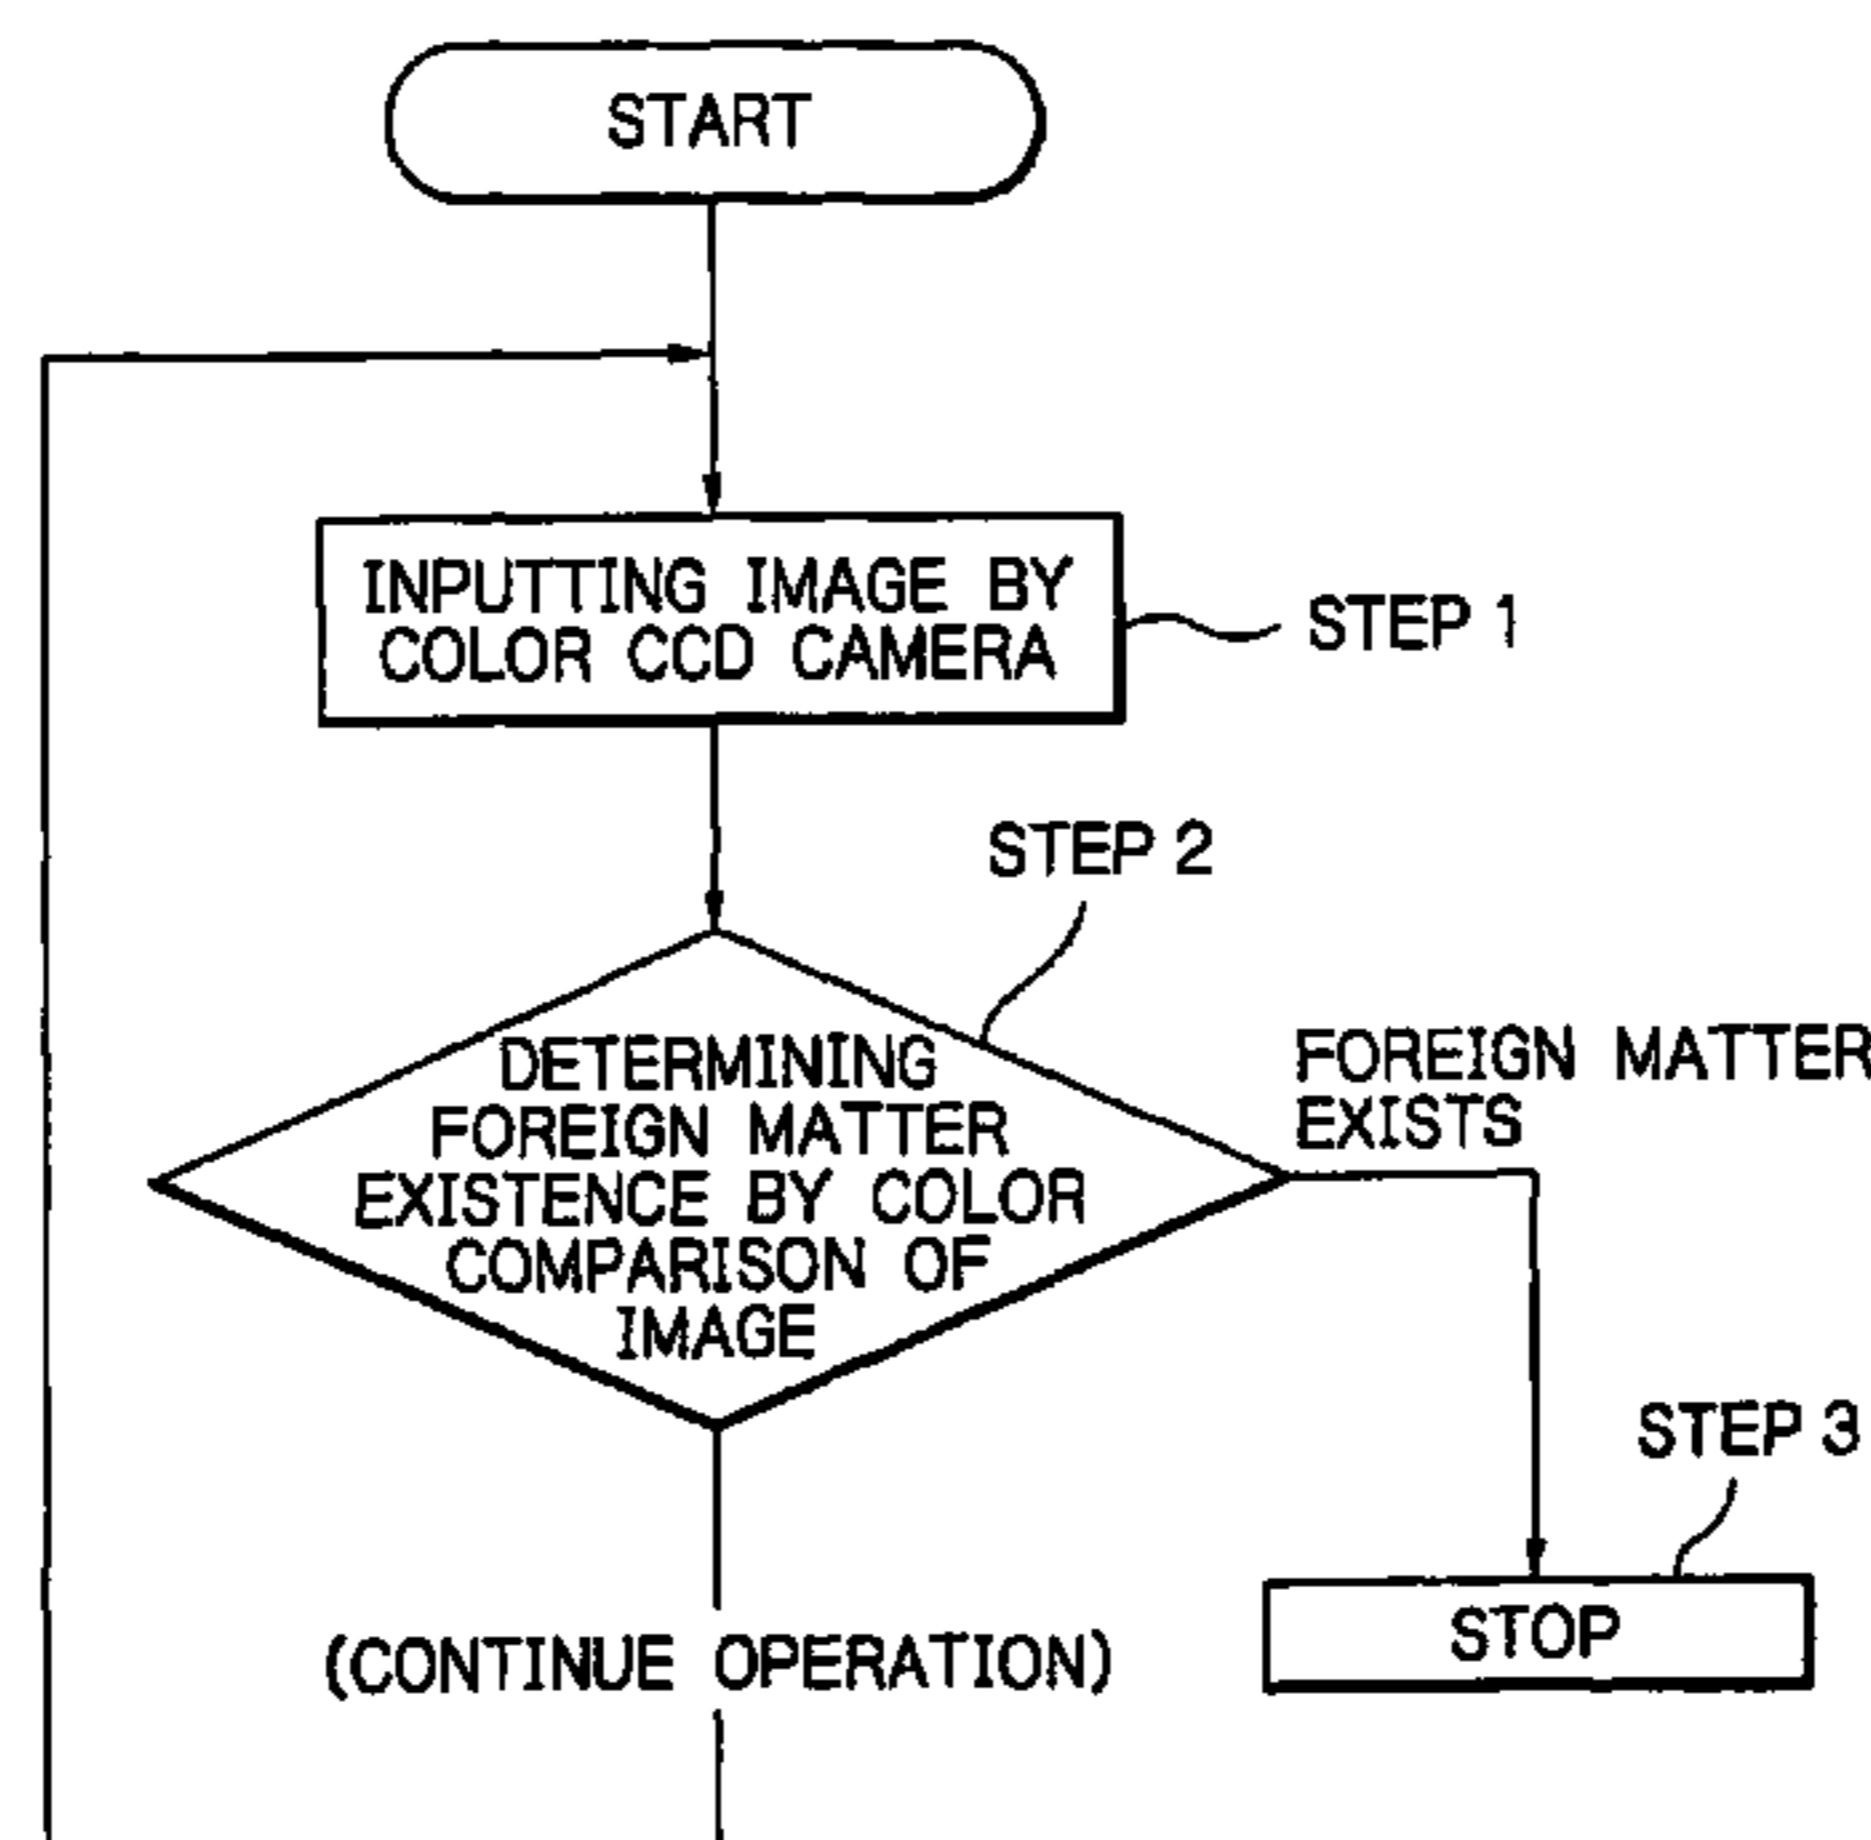 START
INPUTTING IMAGE BY
COLOR CCD CAMERA
STEP 1
STEP 2
DETERMINING
FOREIGN MATTER
EXISTENCE BY COLOR
COMPARISON OF
IMAGE
FOREIGN MATTER
EXISTS
STEP 3
STOP
(CONTINUE OPERATION)